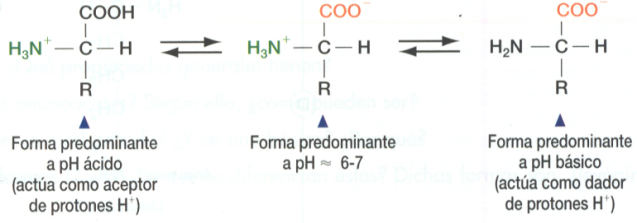 COOH
H₃N⁺ — C — H
R
COO⁻
H₃N⁺ — C — H
R
COO⁻
H₂N — C — H
R
Forma predominante
a pH ácido
(actúa como aceptor
de protones H⁺)
Forma predominante
a pH ≈ 6-7
Forma predominante
a pH básico
(actúa como dador
de protones H⁺)